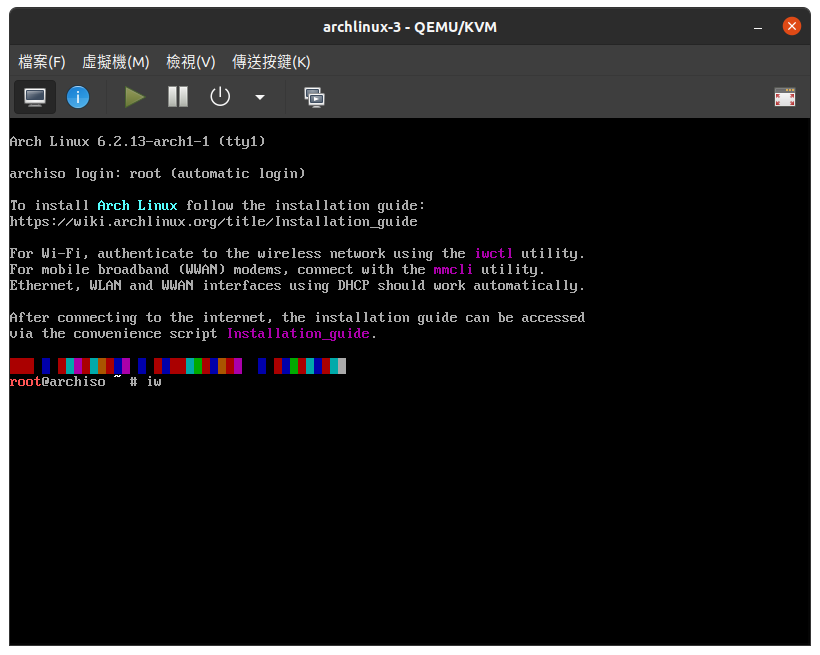 archlinux-3 - QEMU/KVM
檔案(F) 虛擬機(M) 檢視(V) 傳送按鍵(K)
Arch Linux 6.2.13-arch1-1 (tty1)
archiso login: root (automatic login)
To install Arch Linux follow the installation guide:
https://wiki.archlinux.org/title/Installation_guide
For Wi-Fi, authenticate to the wireless network using the iwctl utility.
For mobile broadband (WWAN) modems, connect with the mmcli utility.
Ethernet, WLAN and WWAN interfaces using DHCP should work automatically.
After connecting to the internet, the installation guide can be accessed
via the convenience script Installation_guide.
root@archiso ~ # iw